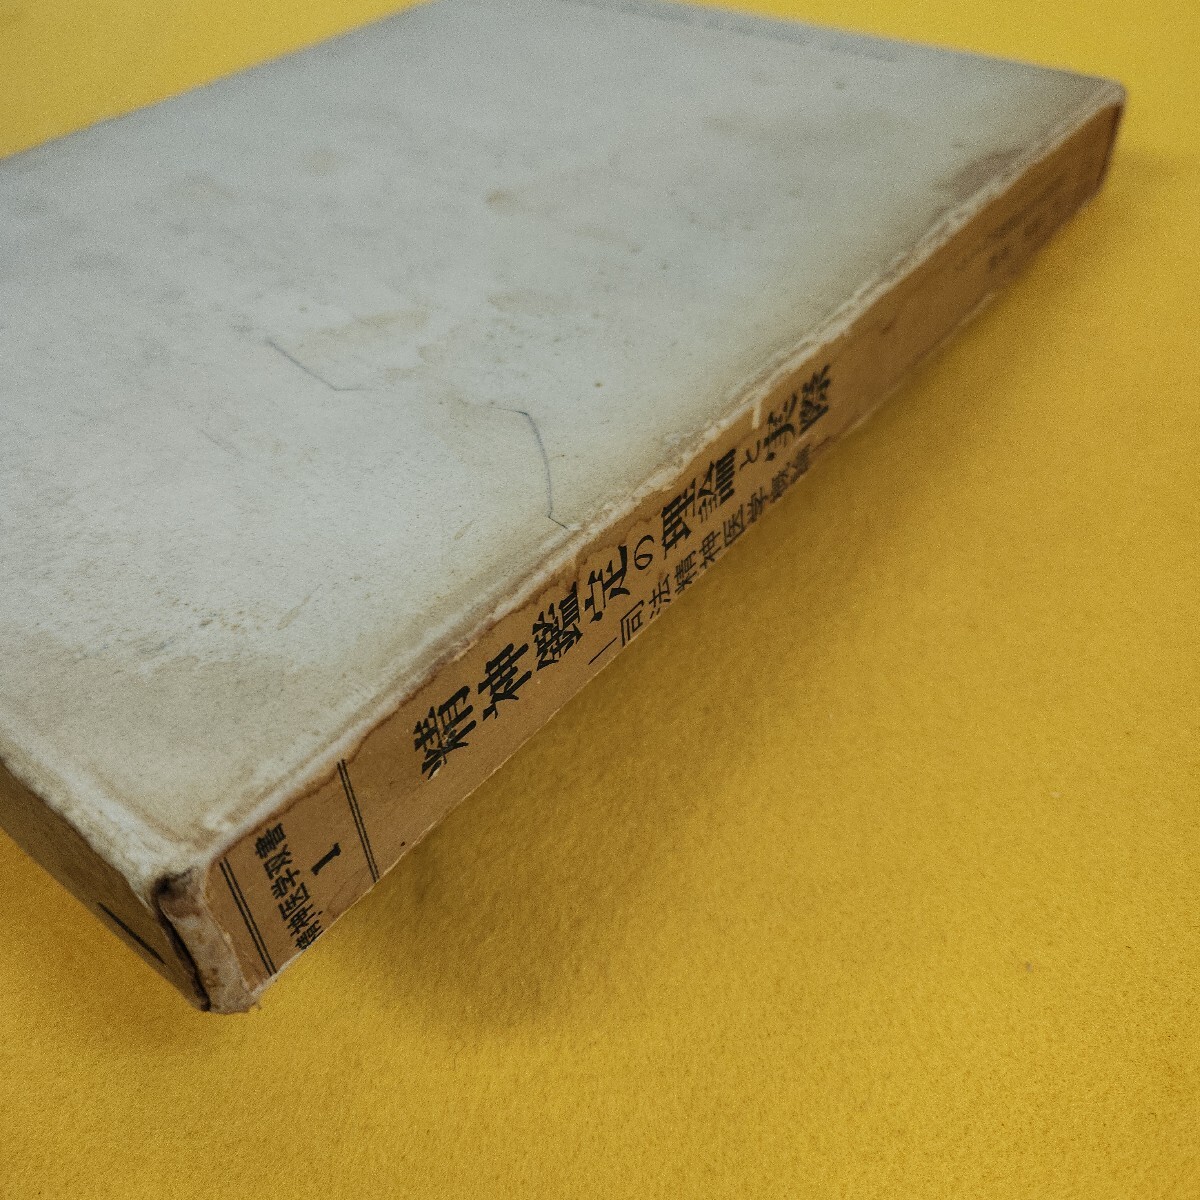 精神鑑定の理論と実際
―司法精神医学概論―
精神医学双書
1